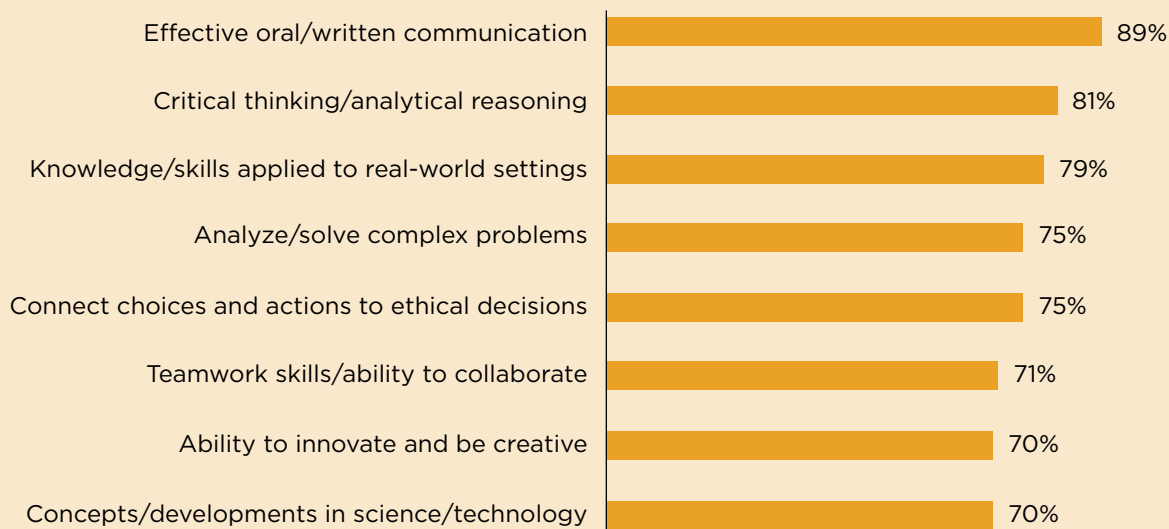 Effective oral/written communication 89%
Critical thinking/analytical reasoning 81%
Knowledge/skills applied to real-world settings 79%
Analyze/solve complex problems 75%
Connect choices and actions to ethical decisions 75%
Teamwork skills/ability to collaborate 71%
Ability to innovate and be creative 70%
Concepts/developments in science/technology 70%